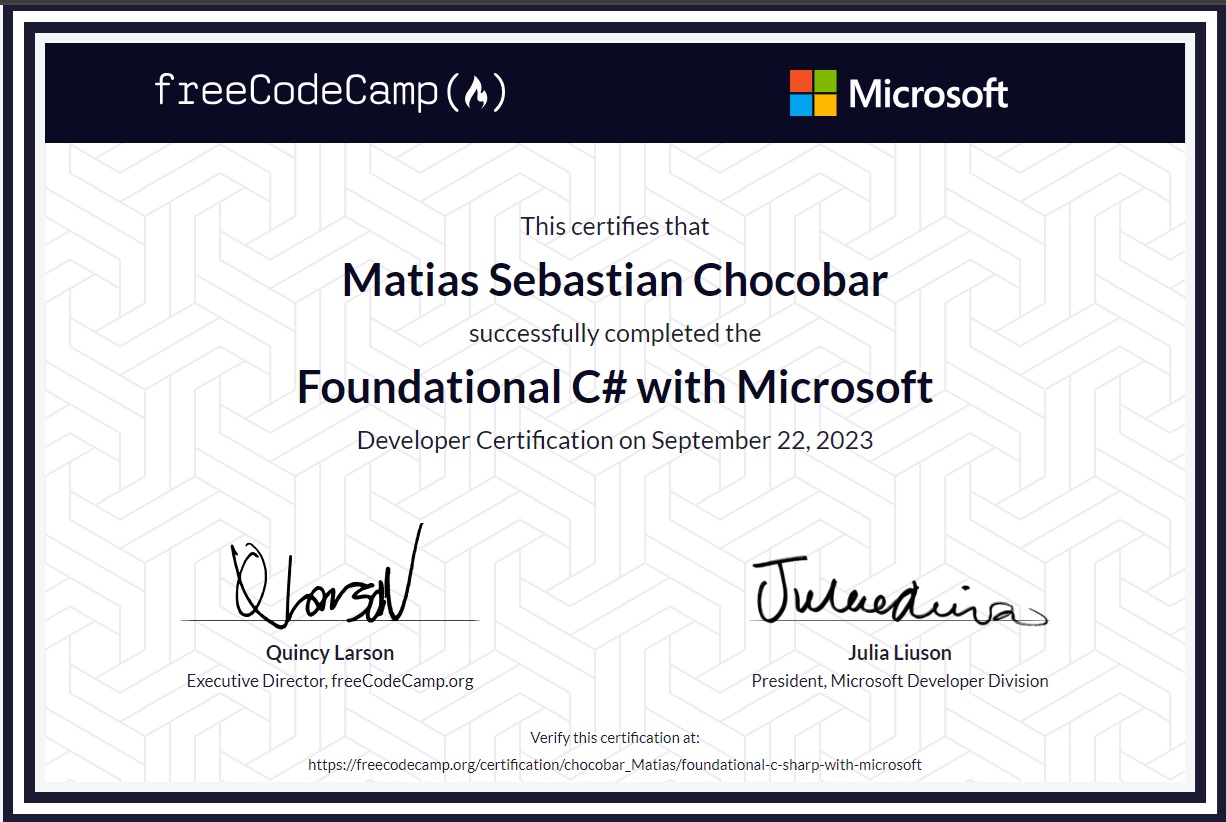 freeCodeCamp(🔥)
Microsoft
This certifies that
Matias Sebastian Chocobar
successfully completed the
Foundational C# with Microsoft
Developer Certification on September 22, 2023
Quincy Larson
Executive Director, freeCodeCamp.org
Julia Liuson
President, Microsoft Developer Division
Verify this certification at:
https://freecodecamp.org/certification/chocobar_Matias/foundational-c-sharp-with-microsoft